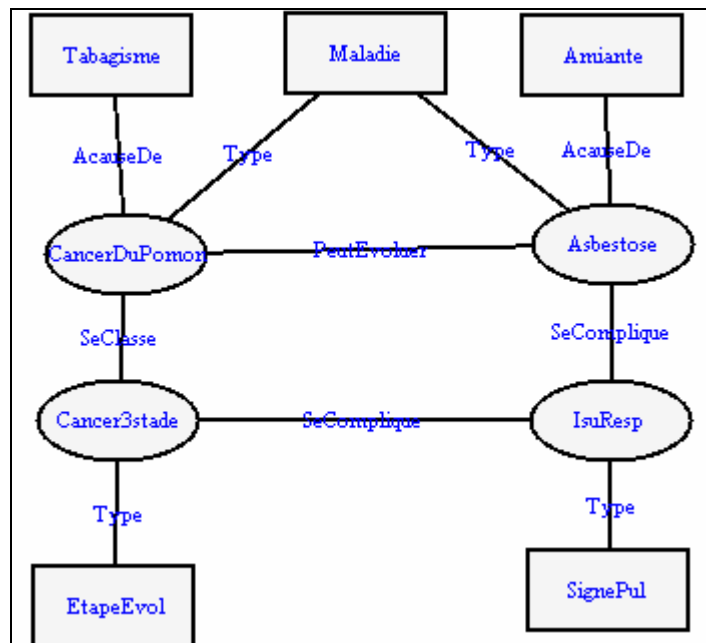 Tabagisme
Maladie
Amiante
AcauseDe
Type
Type
AcauseDe
CancerDuPomon
PeutEvoluer
Asbestose
SeClasse
SeComplique
Cancer3stade
SeComplique
IsuResp
Type
Type
EtapeEvol
SignePul